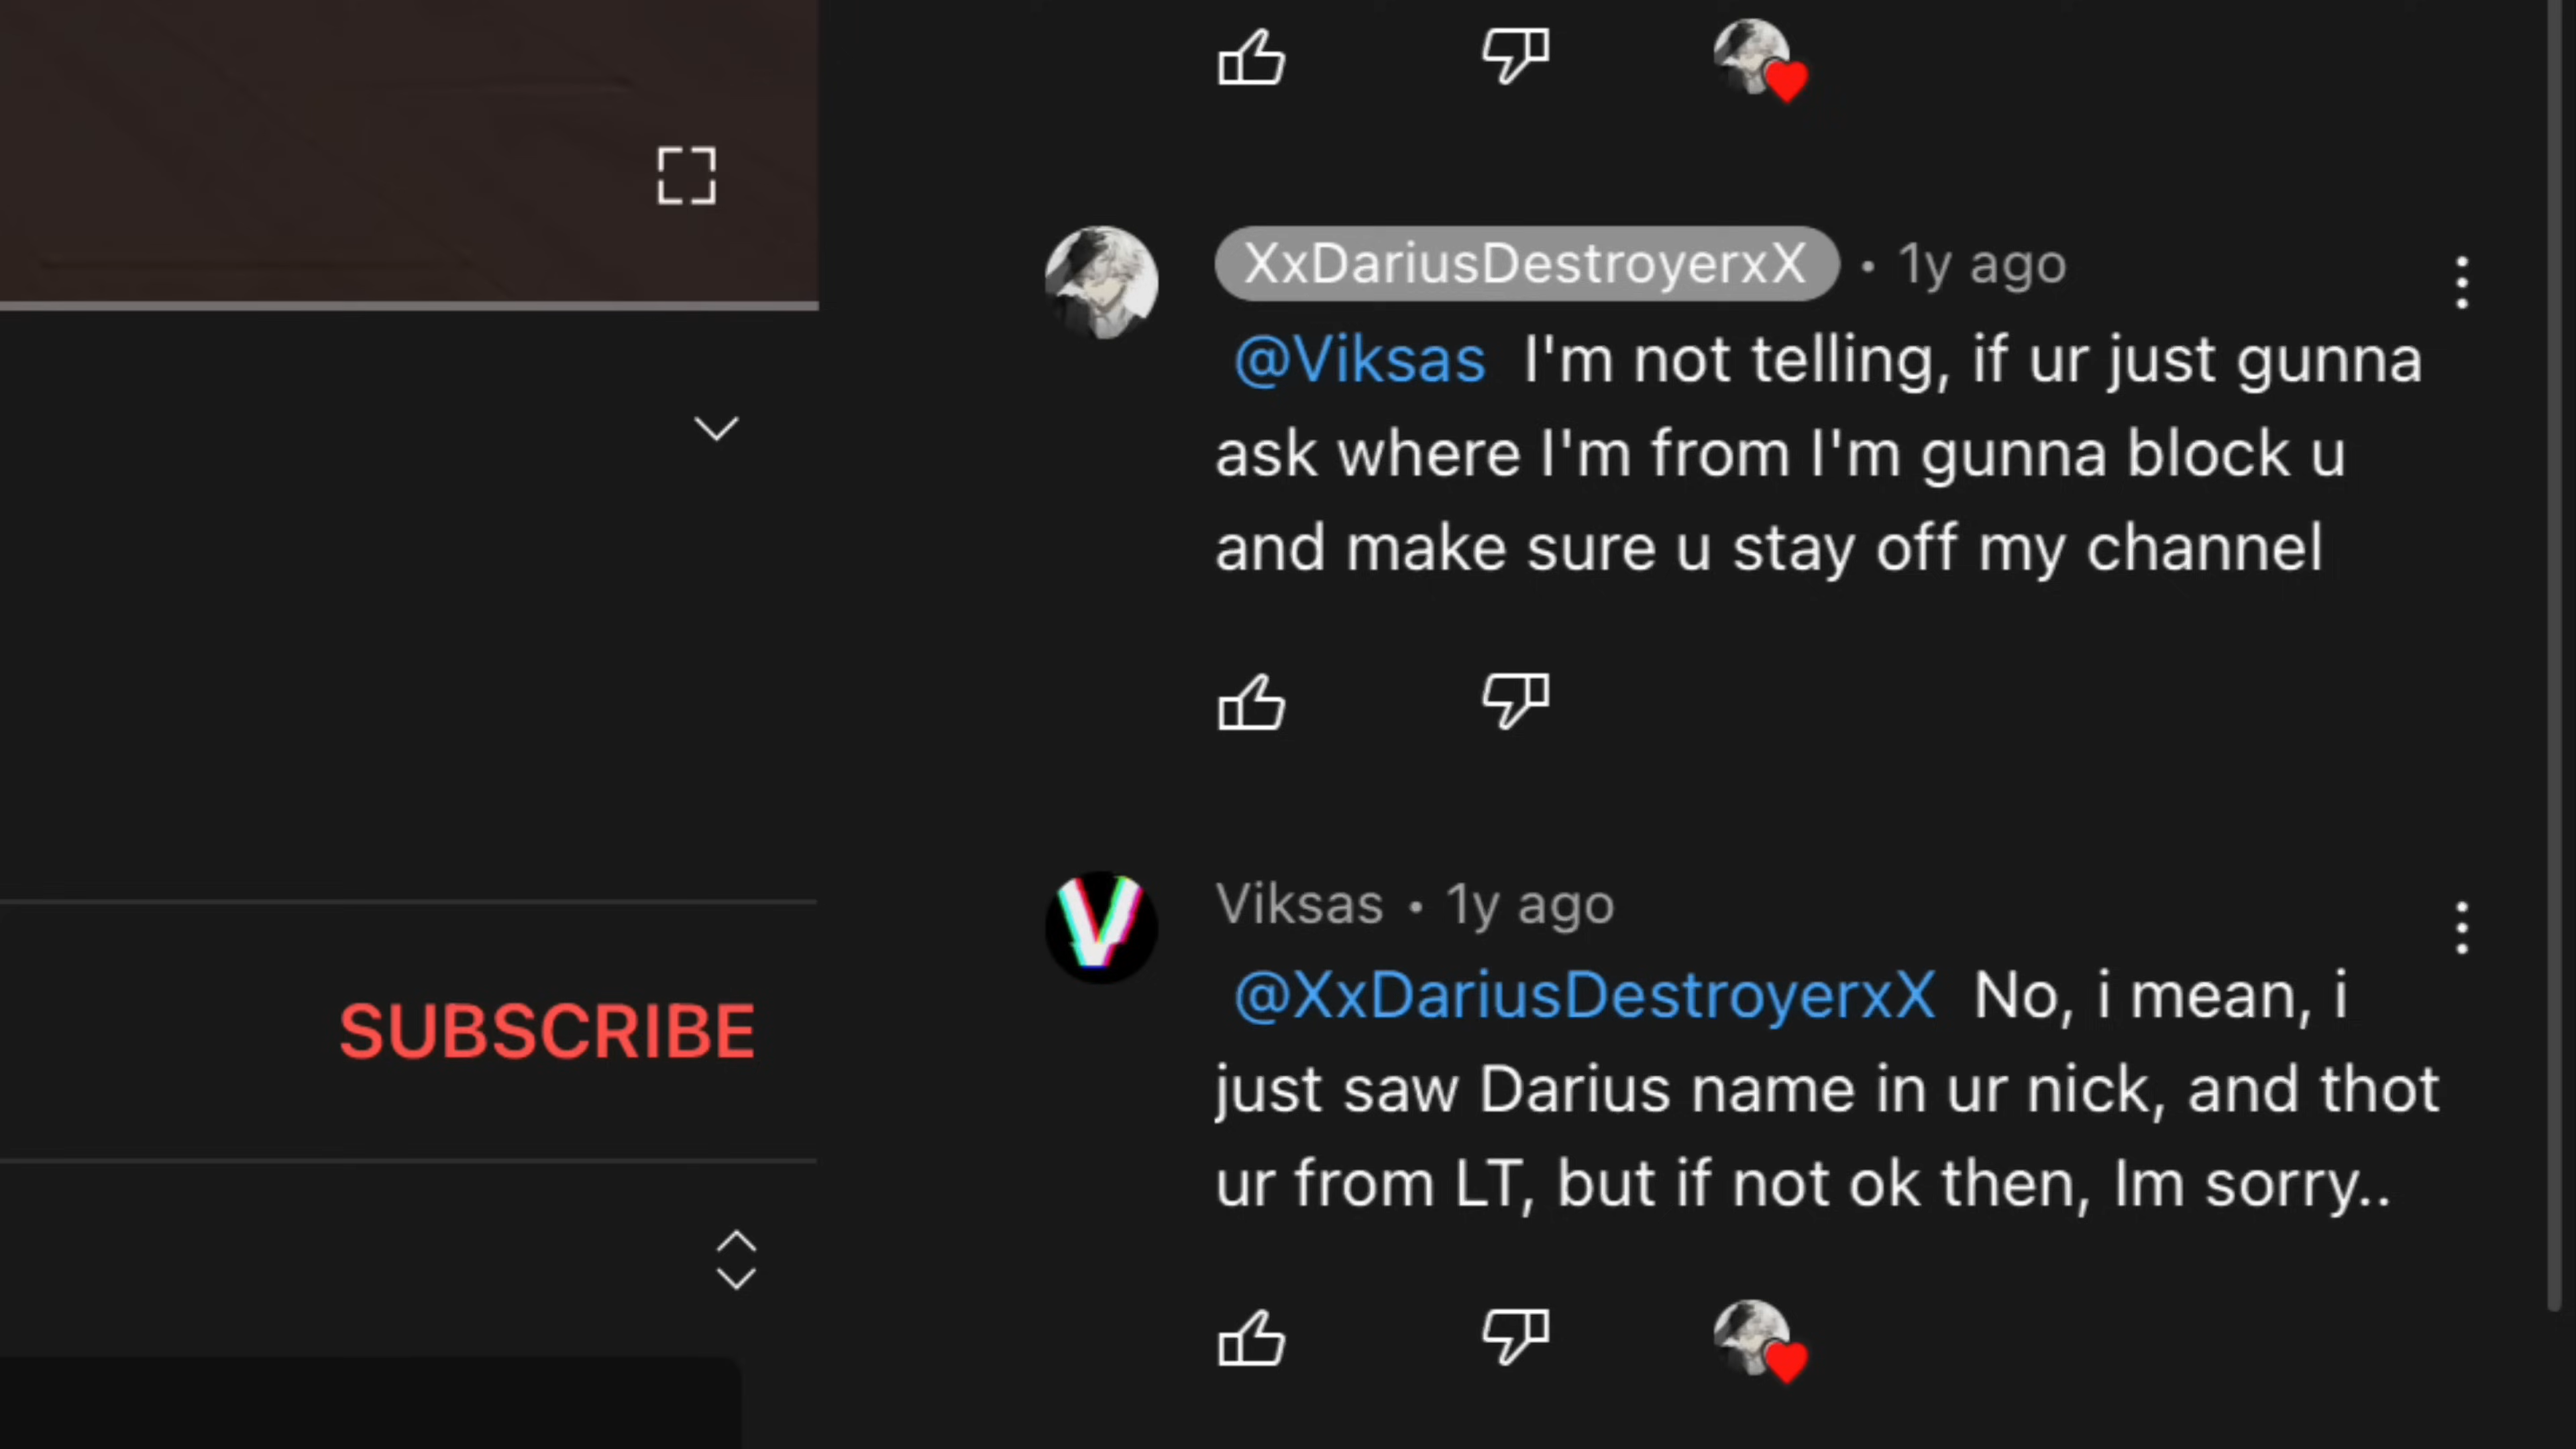 XxDariusDestroyerxX • 1y ago
@Viksas I'm not telling, if ur just gunna
ask where I'm from I'm gunna block u
and make sure u stay off my channel
V
Viksas • 1y ago
@XxDariusDestroyerxX No, i mean, i
just saw Darius name in ur nick, and thot
ur from LT, but if not ok then, Im sorry..
SUBSCRIBE